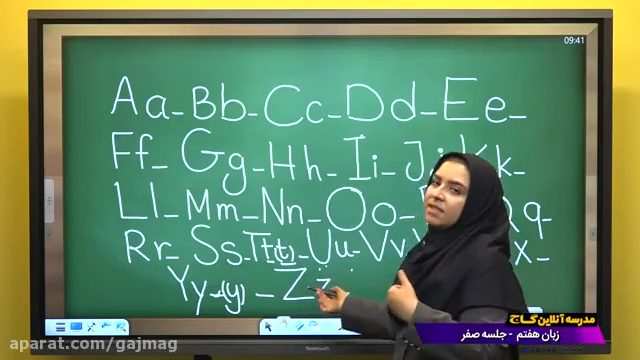 09:41
Aa - Bb - Cc - Dd - Ee -
Ff - Gg - Hh - Ii - Jj - Kk -
Ll - Mm - Nn - Oo - q -
Rr - Ss - Tt(t) - Uu - Vv x -
Yy - (y) - Zz
مدرسه آنلاین گاج
زبان هفتم - جلسه صفر
aparat.com/gajmag